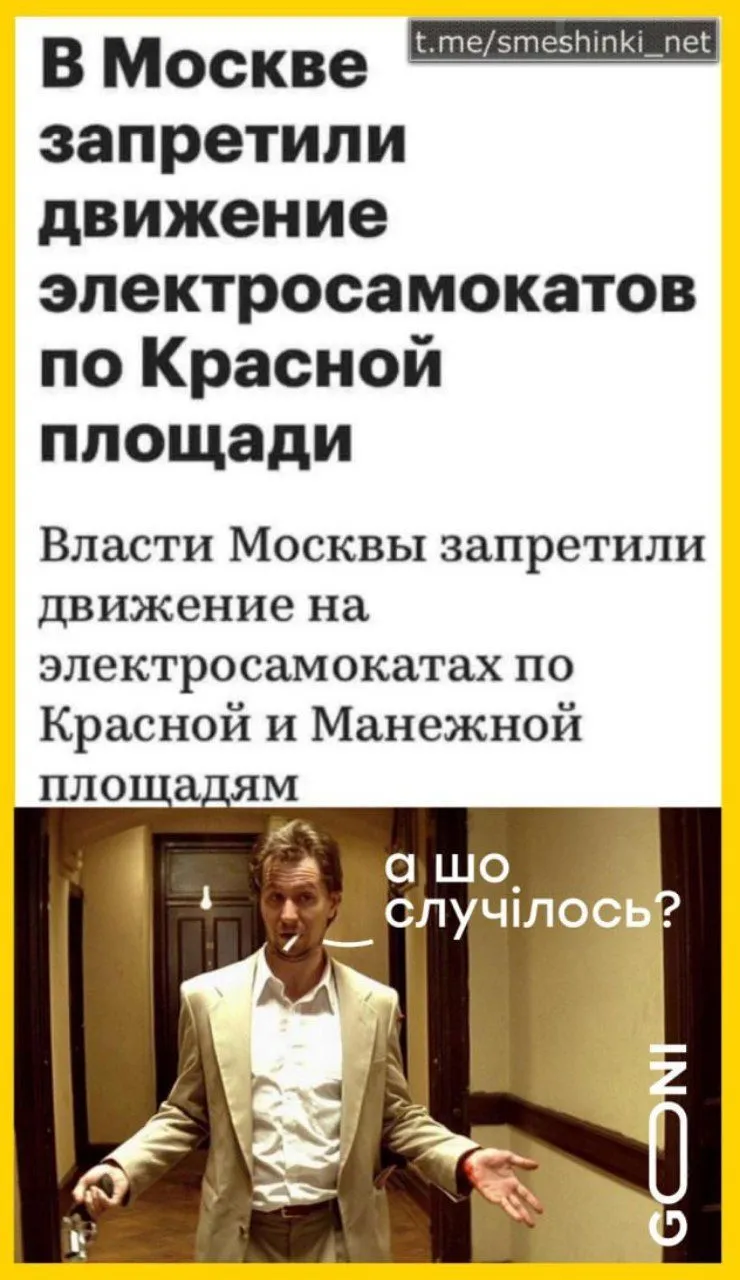 t.me/smeshinki_net
В Москве
запретили
движение
электросамокатов
по Красной
площади
Власти Москвы запретили
движение на
электросамокатах по
Красной и Манежной
площадям
а шо
случілось?
GONI